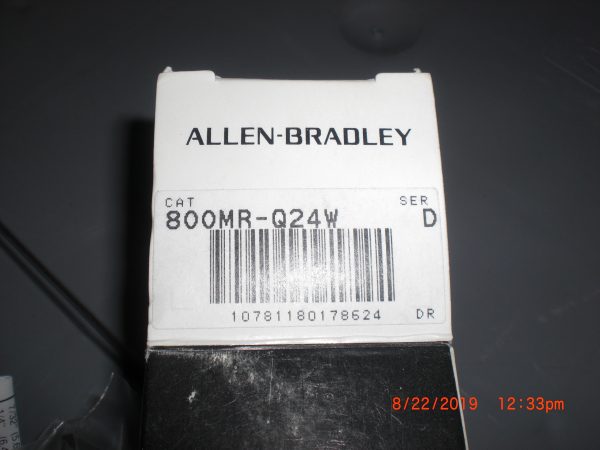 ALLEN-BRADLEY
CAT SER
800MR-Q24W D
10781180178624 DR
8/22/2019 12:33pm